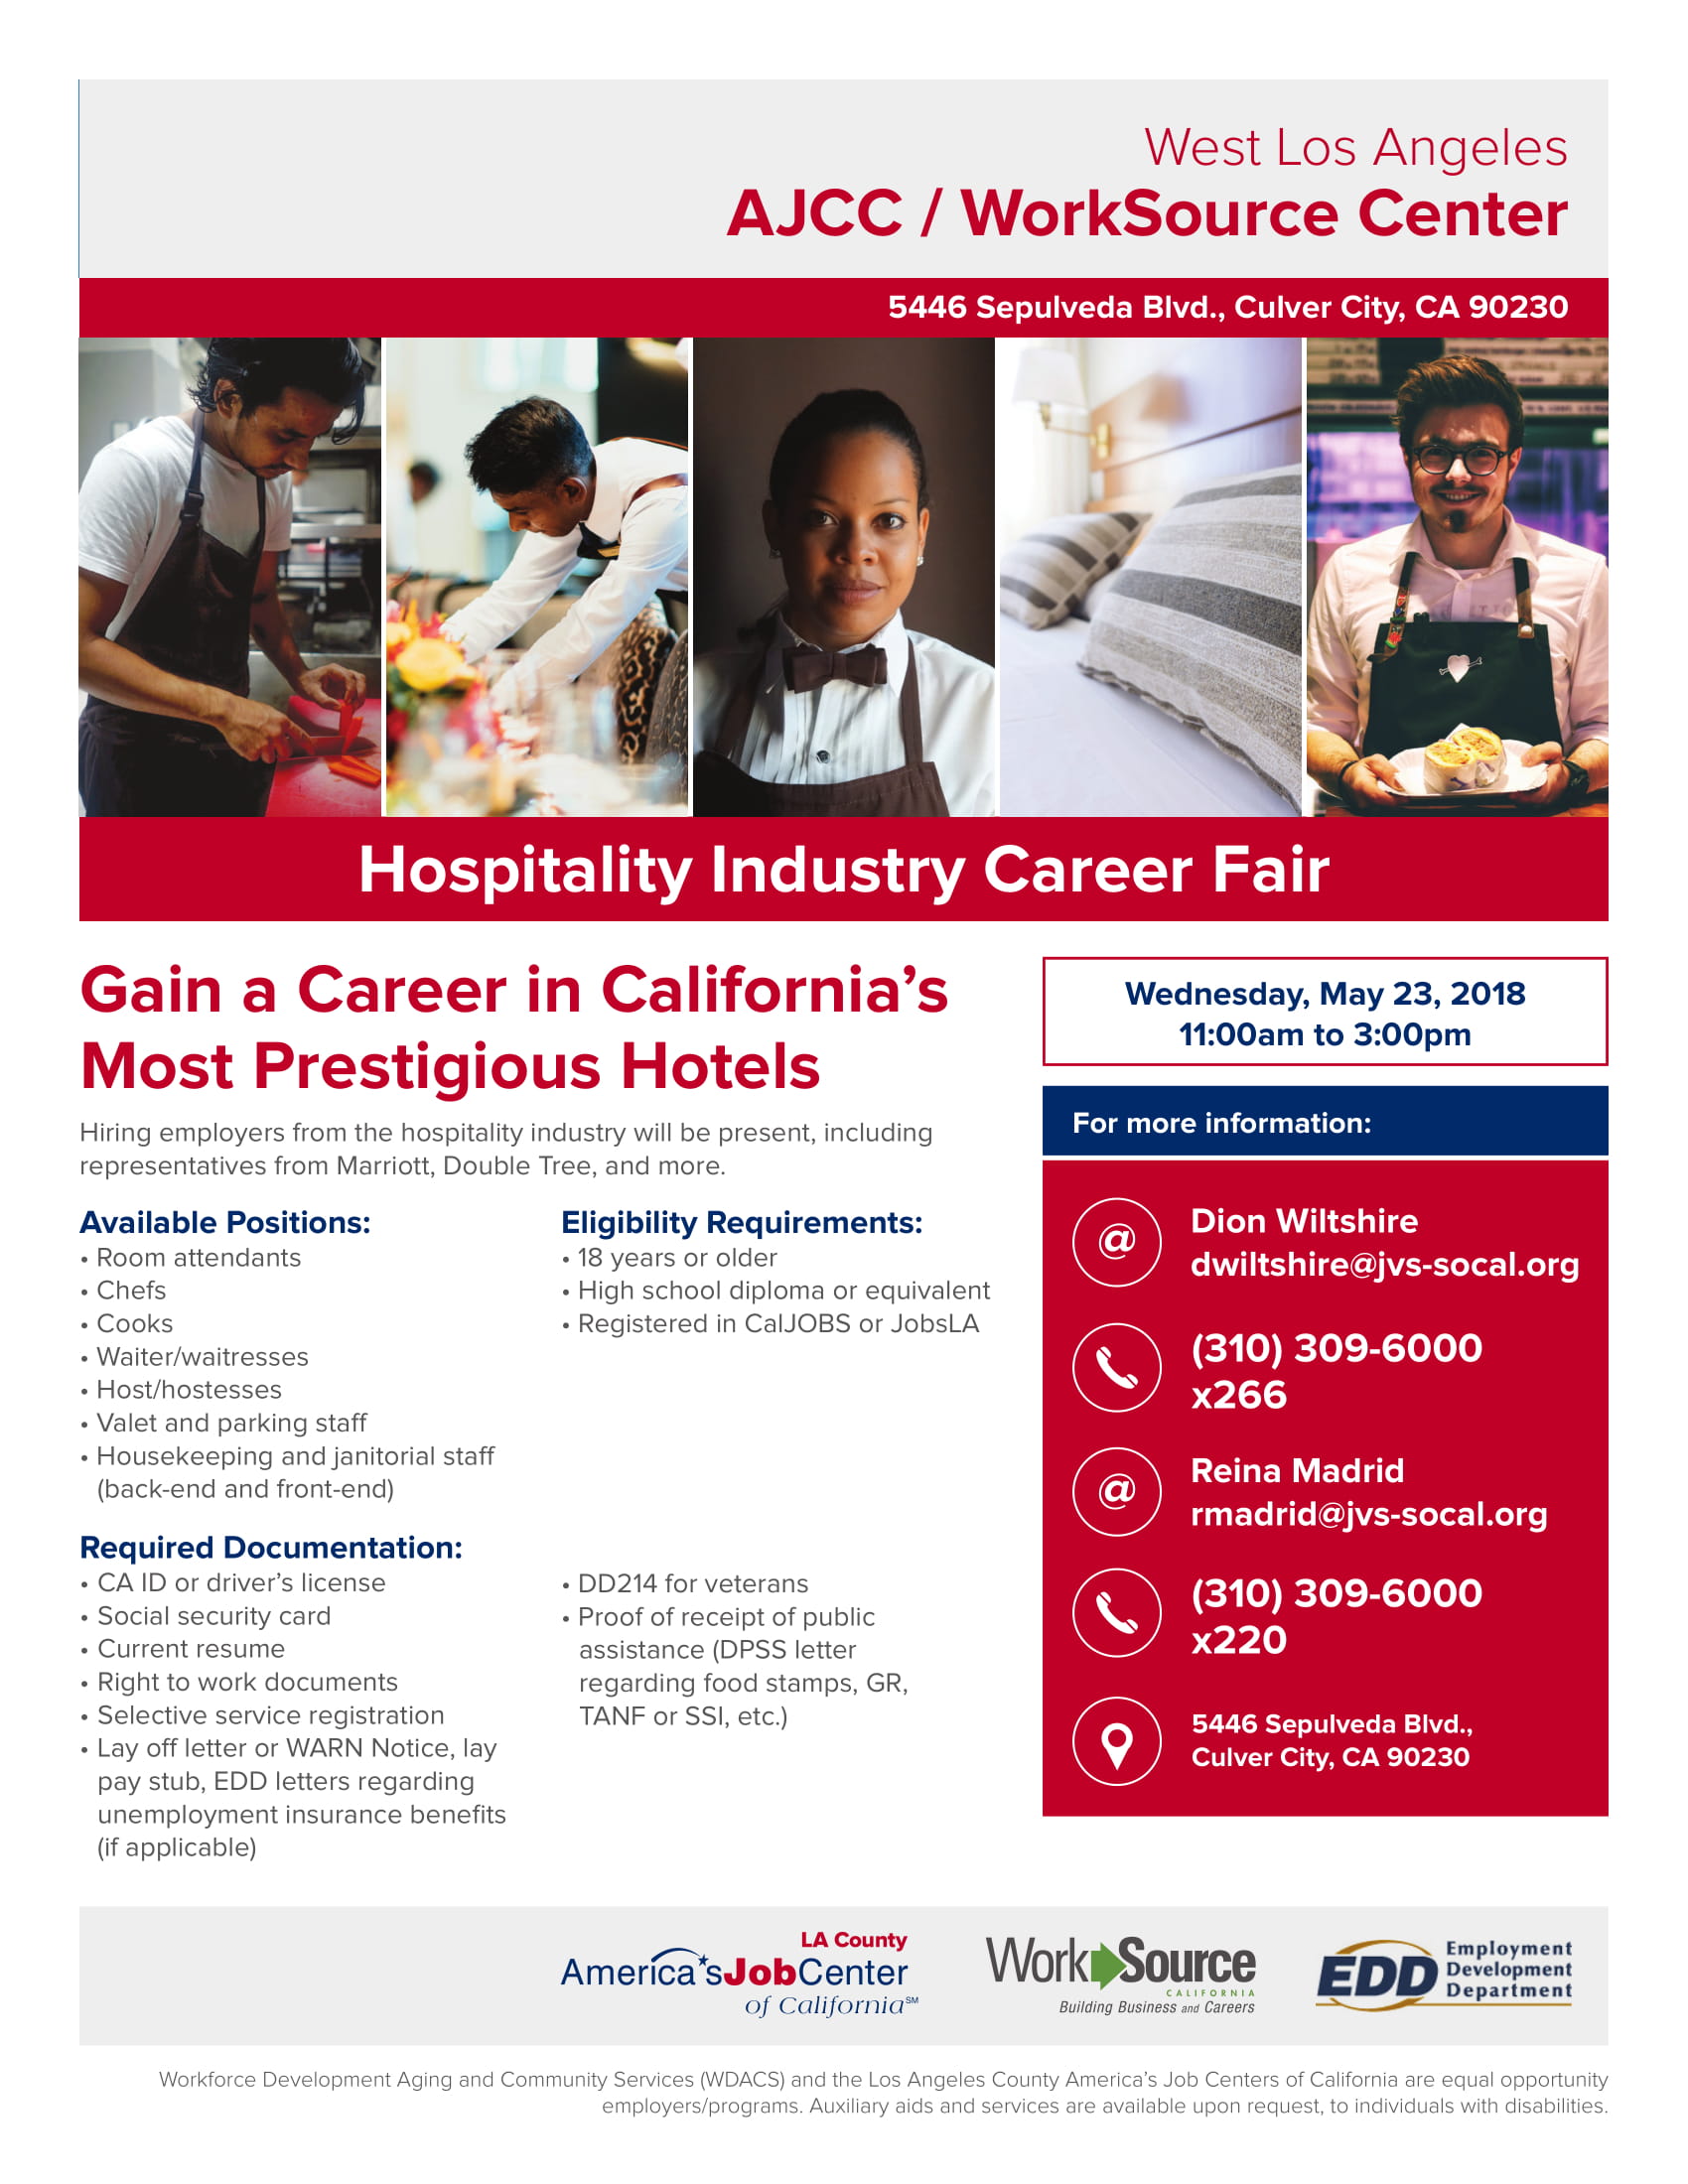 West Los Angeles
AJCC / WorkSource Center
5446 Sepulveda Blvd., Culver City, CA 90230
Hospitality Industry Career Fair
Gain a Career in California's
Most Prestigious Hotels
Hiring employers from the hospitality industry will be present, including
representatives from Marriott, Double Tree, and more.
Available Positions:
• Room attendants
• Chefs
• Cooks
• Waiter/waitresses
• Host/hostesses
• Valet and parking staff
• Housekeeping and janitorial staff
(back-end and front-end)
Eligibility Requirements:
• 18 years or older
• High school diploma or equivalent
• Registered in CalJOBS or JobsLA
Required Documentation:
• CA ID or driver's license
• Social security card
• Current resume
• Right to work documents
• Selective service registration
• Lay off letter or WARN Notice, lay
pay stub, EDD letters regarding
unemployment insurance benefits
(if applicable)
• DD214 for veterans
• Proof of receipt of public
assistance (DPSS letter
regarding food stamps, GR,
TANF or SSI, etc.)
Wednesday, May 23, 2018
11:00am to 3:00pm
For more information:
@
Dion Wiltshire
dwiltshire@jvs-socal.org
(310) 309-6000
x266
@
Reina Madrid
rmadrid@jvs-socal.org
(310) 309-6000
x220
5446 Sepulveda Blvd.,
Culver City, CA 90230
LA County
America'sJobCenter
of California℠
WorkSource
CALIFORNIA
Building Business and Careers
EDD
Employment
Development
Department
Workforce Development Aging and Community Services (WDACS) and the Los Angeles County America's Job Centers of California are equal opportunity
employers/programs. Auxiliary aids and services are available upon request, to individuals with disabilities.